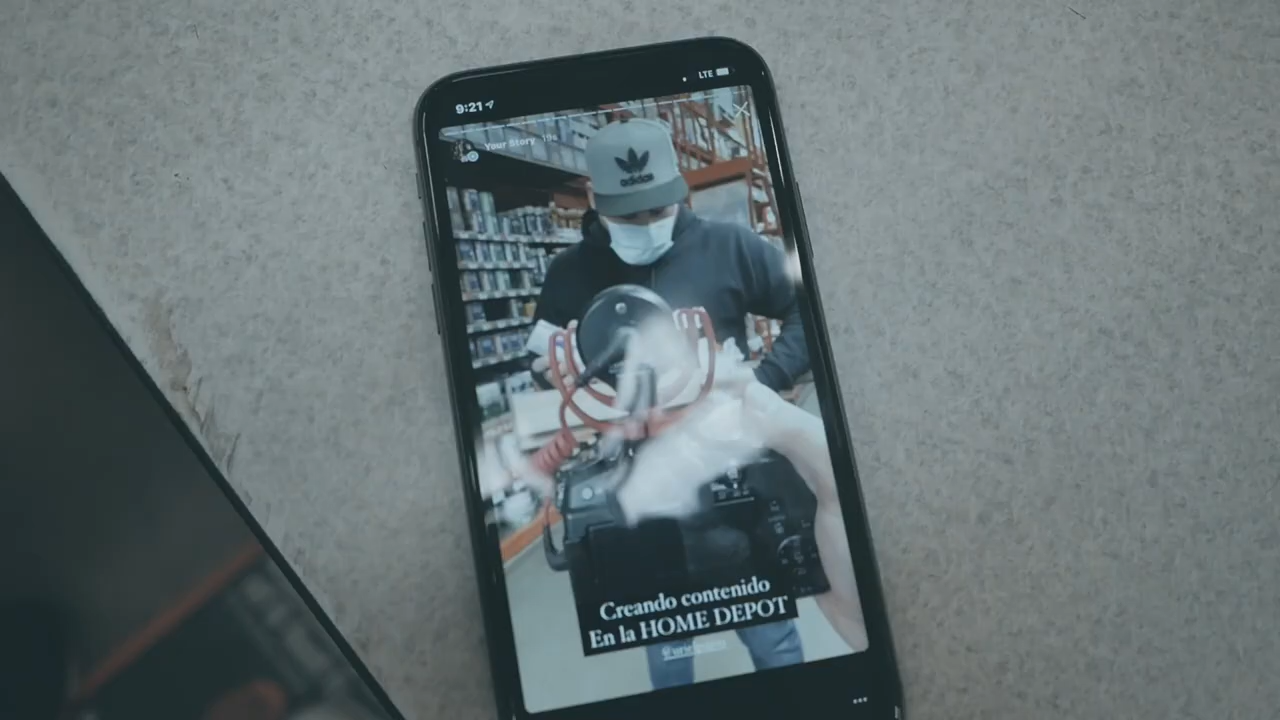 9:21
LTE
Your Story
adidas
Creando contenido
En la HOME DEPOT